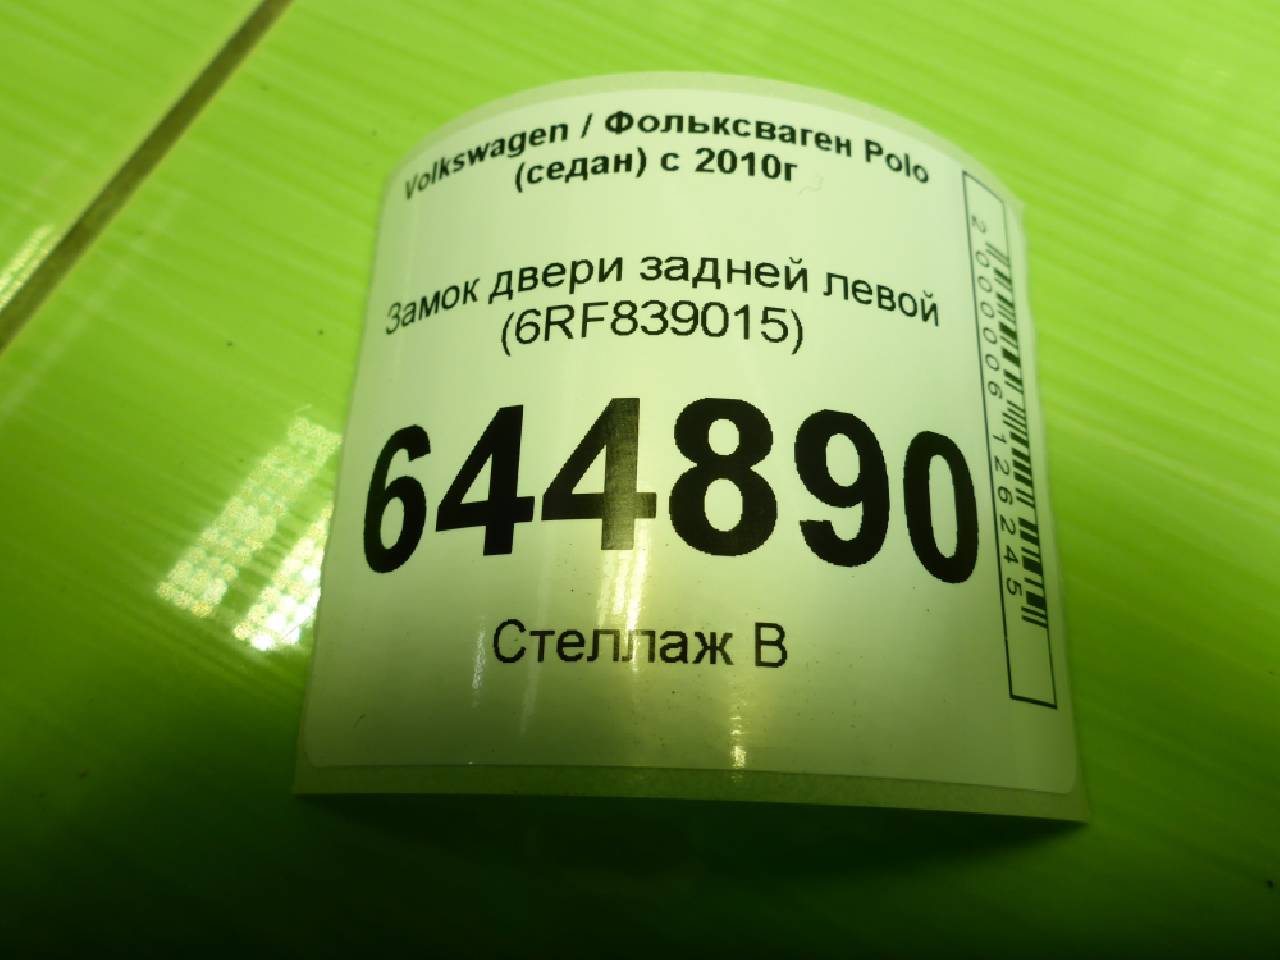 Volkswagen / Фольксваген Polo
(седан) с 2010г
Замок двери задней левой
(6RF839015)
644890
Стеллаж В
2000006126245